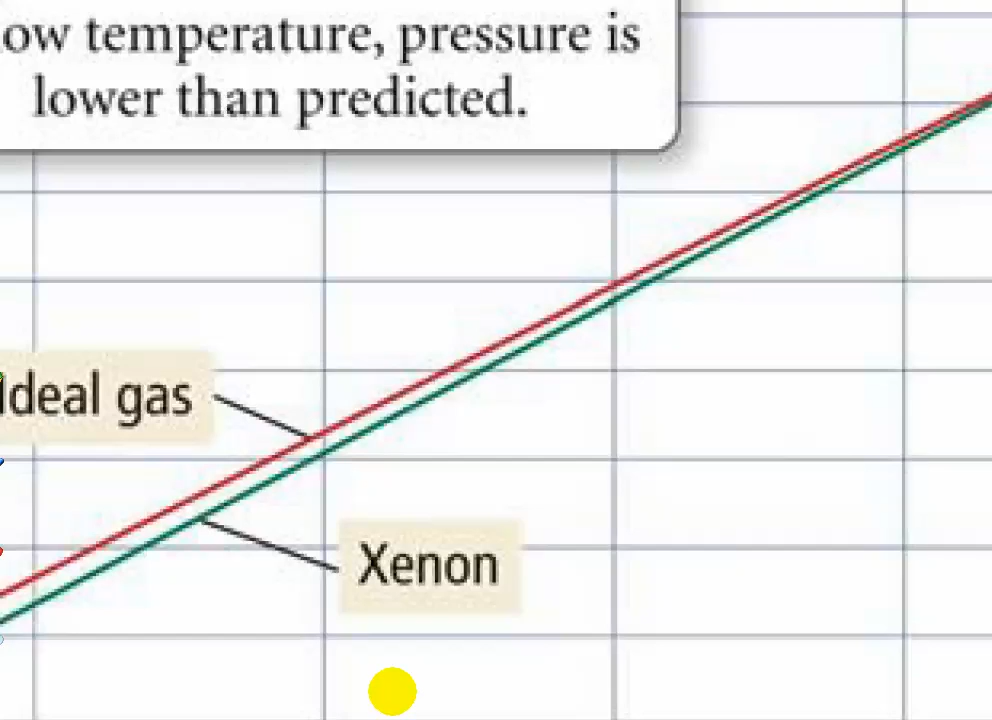 ow temperature, pressure is
lower than predicted.
Ideal gas
Xenon